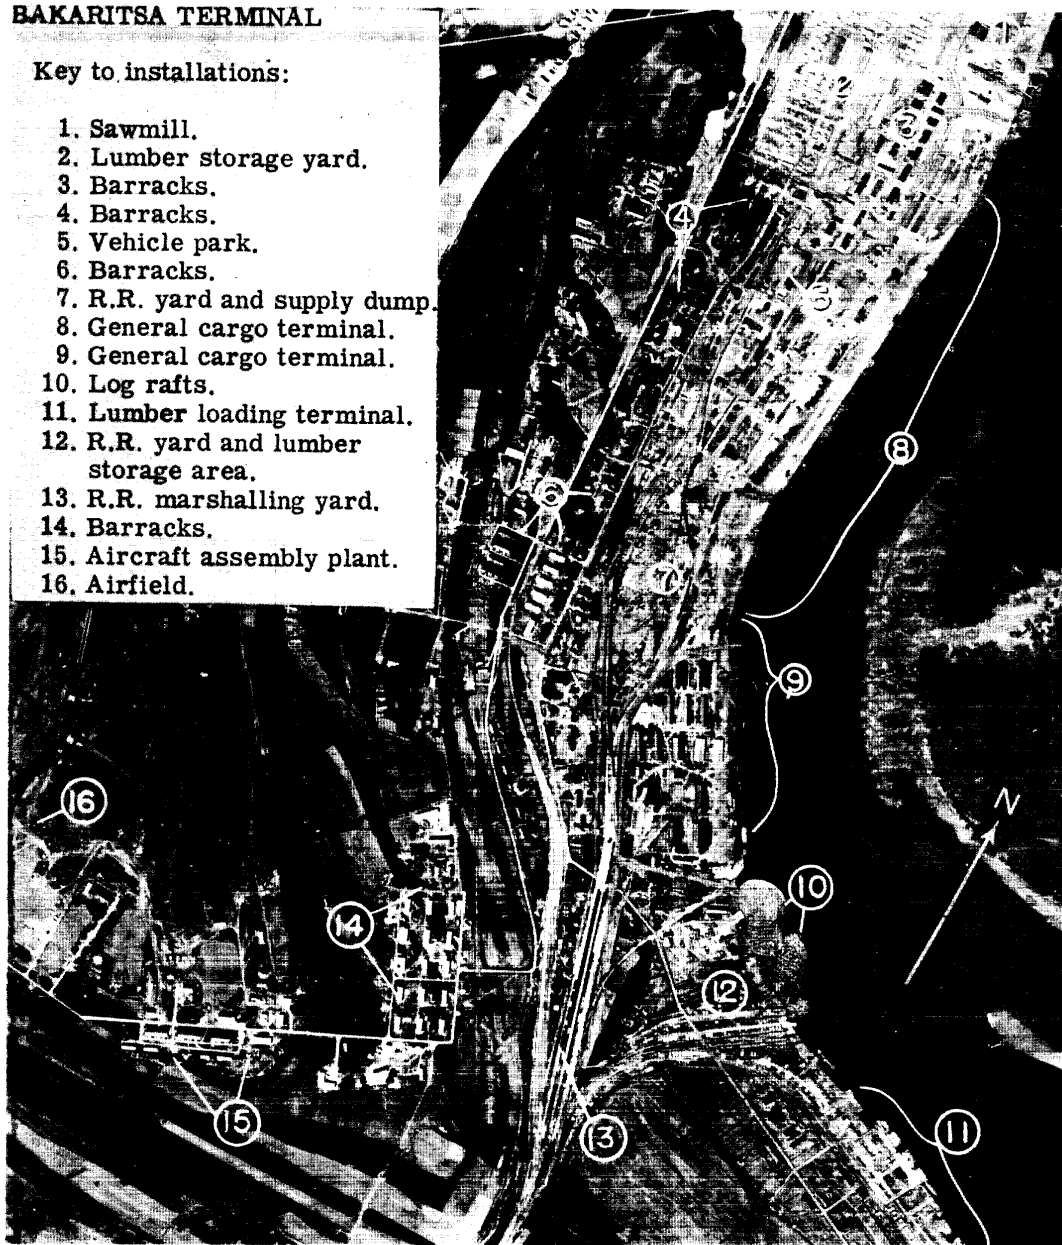 BAKARITSA TERMINAL
Key to installations:
1. Sawmill.
2. Lumber storage yard.
3. Barracks.
4. Barracks.
5. Vehicle park.
6. Barracks.
7. R.R. yard and supply dump.
8. General cargo terminal.
9. General cargo terminal.
10. Log rafts.
11. Lumber loading terminal.
12. R.R. yard and lumber
storage area.
13. R.R. marshalling yard.
14. Barracks.
15. Aircraft assembly plant.
16. Airfield.
2
4
8
6
7
9
16
N
10
14
12
15
13
11